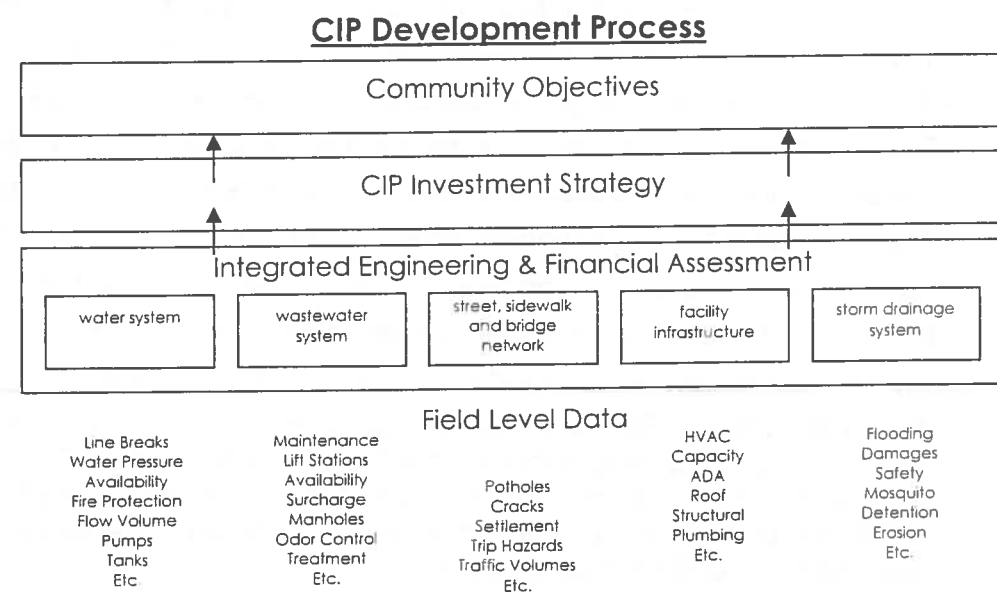 CIP Development Process
Community Objectives
CIP Investment Strategy
Integrated Engineering & Financial Assessment
water system
wastewater
system
street, sidewalk
and bridge
network
facility
infrastructure
storm drainage
system
Field Level Data
Line Breaks
Water Pressure
Availability
Fire Protection
Flow Volume
Pumps
Tanks
Etc
Maintenance
Lift Stations
Availability
Surcharge
Manholes
Odor Control
Treatment
Etc.
Potholes
Cracks
Settlement
Trip Hazards
Traffic Volumes
Etc.
HVAC
Capacity
ADA
Roof
Structural
Plumbing
Etc.
Flooding
Damages
Safety
Mosquito
Detention
Erosion
Etc.